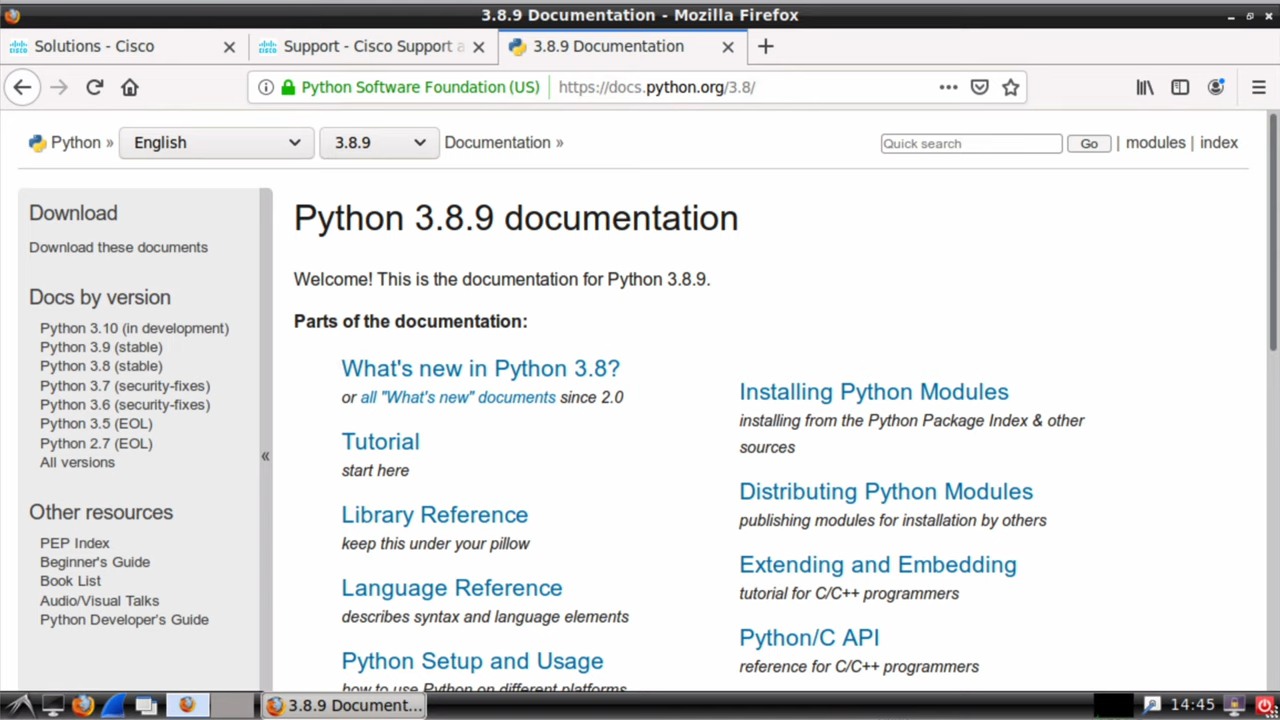 3.8.9 Documentation - Mozilla Firefox
Solutions - Cisco
Support - Cisco Support a
3.8.9 Documentation
Python Software Foundation (US)
https://docs.python.org/3.8/
Python »
English
3.8.9
Documentation »
Quick search
Go
| modules | index
Download
Download these documents
Docs by version
Python 3.10 (in development)
Python 3.9 (stable)
Python 3.8 (stable)
Python 3.7 (security-fixes)
Python 3.6 (security-fixes)
Python 3.5 (EOL)
Python 2.7 (EOL)
All versions
Other resources
PEP Index
Beginner's Guide
Book List
Audio/Visual Talks
Python Developer's Guide
«
Python 3.8.9 documentation
Welcome! This is the documentation for Python 3.8.9.
Parts of the documentation:
What's new in Python 3.8?
or all "What's new" documents since 2.0
Tutorial
start here
Library Reference
keep this under your pillow
Language Reference
describes syntax and language elements
Python Setup and Usage
how to use Python on different platforms
Installing Python Modules
installing from the Python Package Index & other
sources
Distributing Python Modules
publishing modules for installation by others
Extending and Embedding
tutorial for C/C++ programmers
Python/C API
reference for C/C++ programmers
3.8.9 Document...
14:45